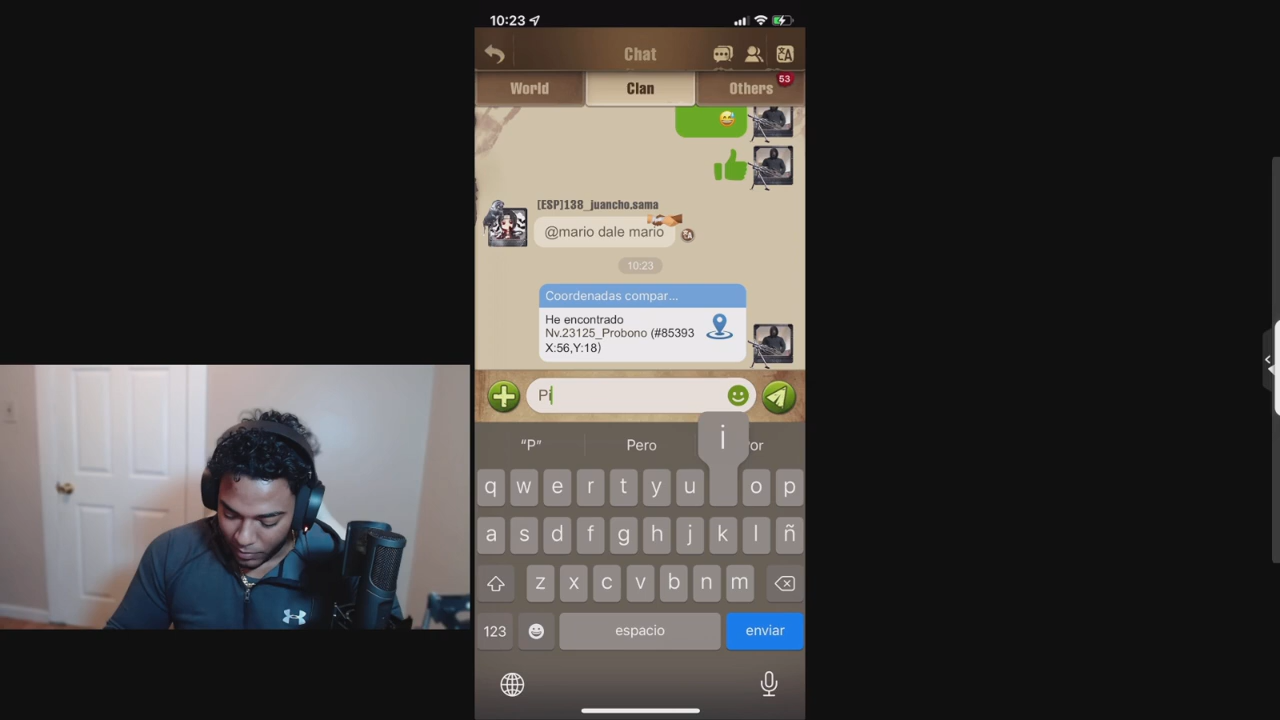 10:23
Chat
World
Clan
Others
53
[ESP]138_juancho.sama
@mario dale mario
10:23
Coordenadas compar...
He encontrado
Nv.23125_Probono (#85393
X:56,Y:18)
Pi
"P"
Pero
i
q w e r t y u o p
a s d f g h j k l ñ
z x c v b n m
123
espacio
enviar